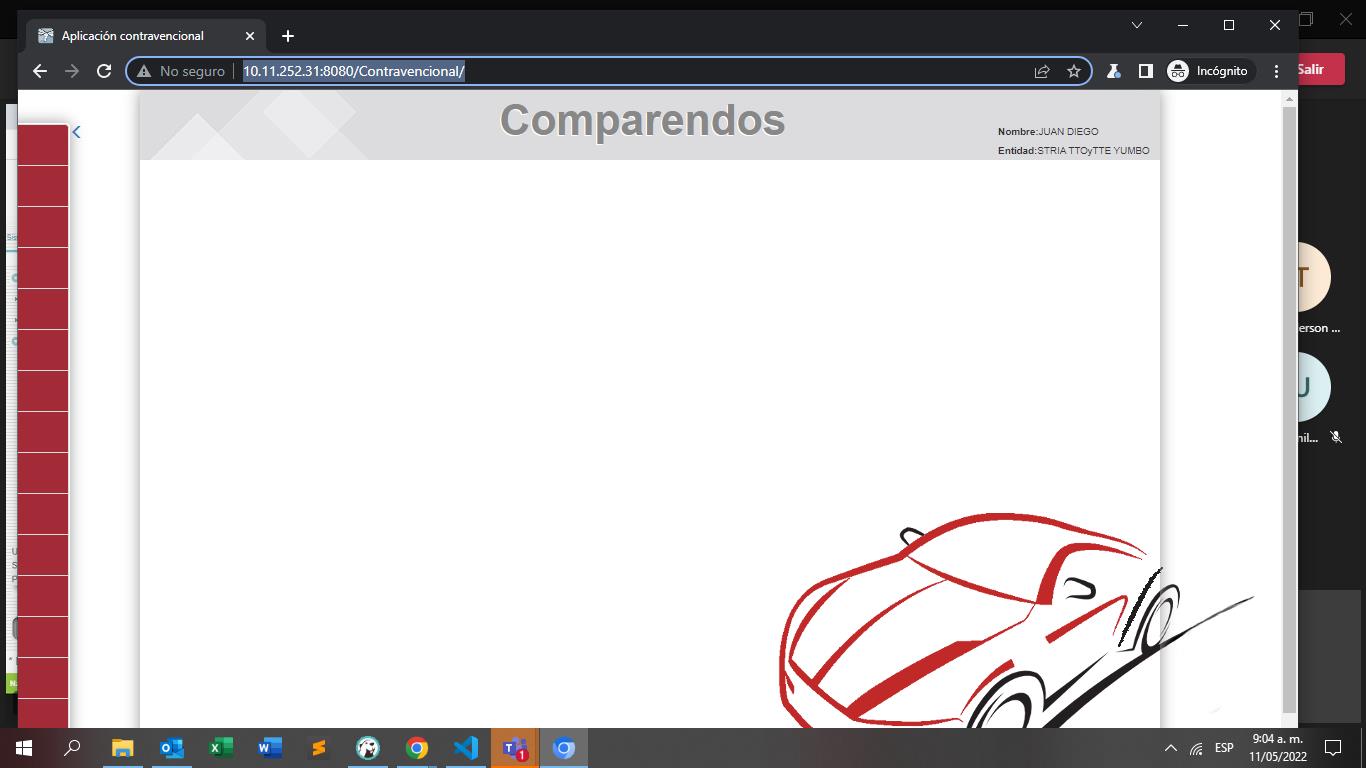 Aplicación contravencional
No seguro
10.11.252.31:8080/Contravencional/
Incógnito
Salir
Comparendos
Nombre:JUAN DIEGO
Entidad:STRIA TTOyTTE YUMBO
T
erson ...
U
nil...
U
S
P
N
1
ESP
9:04 a. m.
11/05/2022